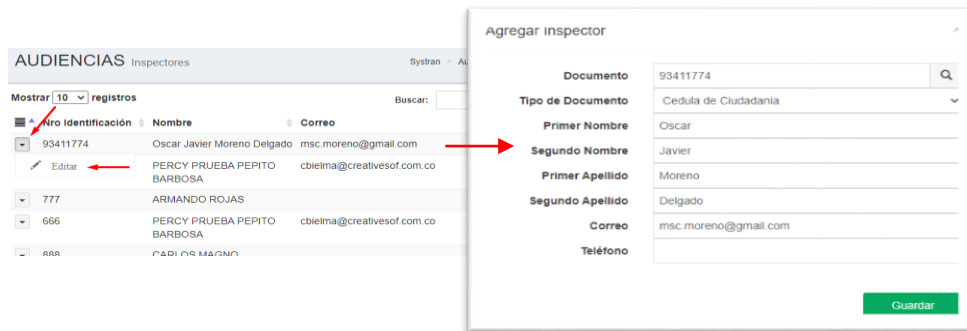 AUDIENCIAS Inspectores
Systran - Au
Mostrar 10 registros
Buscar:
Nro Identificación Nombre Correo
93411774 Oscar Javier Moreno Delgado msc.moreno@gmail.com
Editar
PERCY PRUEBA PEPITO
BARBOSA
cbielma@creativesof.com.co
777 ARMANDO ROJAS
666 PERCY PRUEBA PEPITO
BARBOSA
cbielma@creativesof.com.co
888 CARLOS MAGNO
Agregar Inspector
Documento 93411774
Tipo de Documento Cedula de Ciudadania
Primer Nombre Oscar
Segundo Nombre Javier
Primer Apellido Moreno
Segundo Apellido Delgado
Correo msc.moreno@gmail.com
Teléfono
Guardar